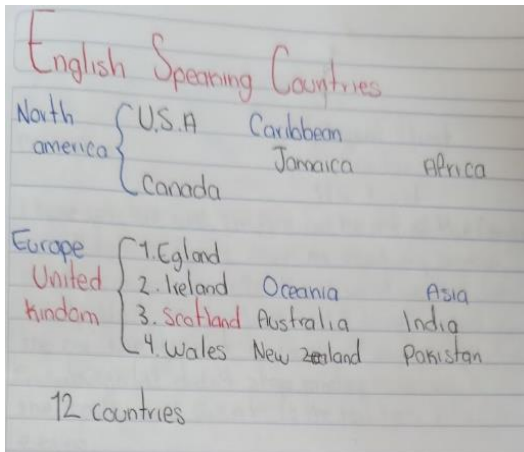 English Speaning Countries
North { U.S.A Caribbean
america Jamaica Africa
Canada
Europe { 1. Egland
United 2. Ireland Oceania Asia
Kindom 3. Scotland Australia India
4. Wales New Zealand Pakistan
12 countries